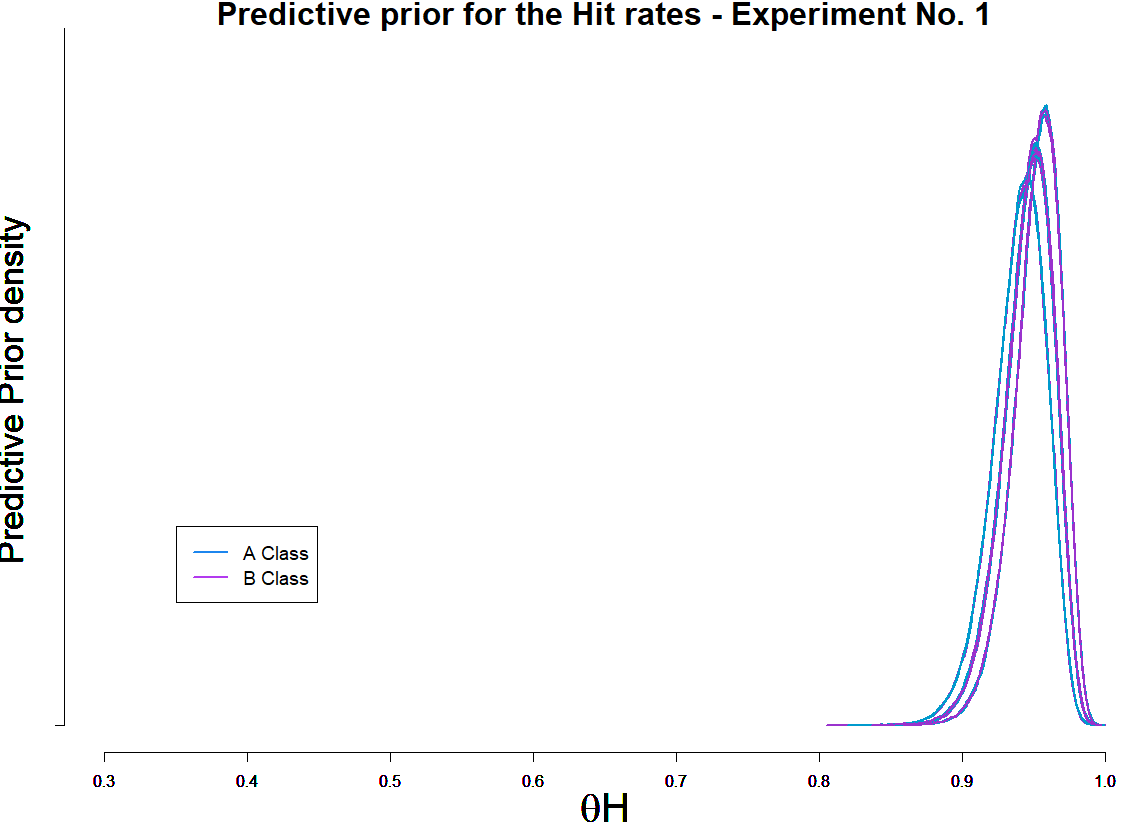 Predictive prior for the Hit rates - Experiment No. 1
Predictive Prior density
A Class
B Class
0.3 0.4 0.5 0.6 0.7 0.8 0.9 1.0
θH